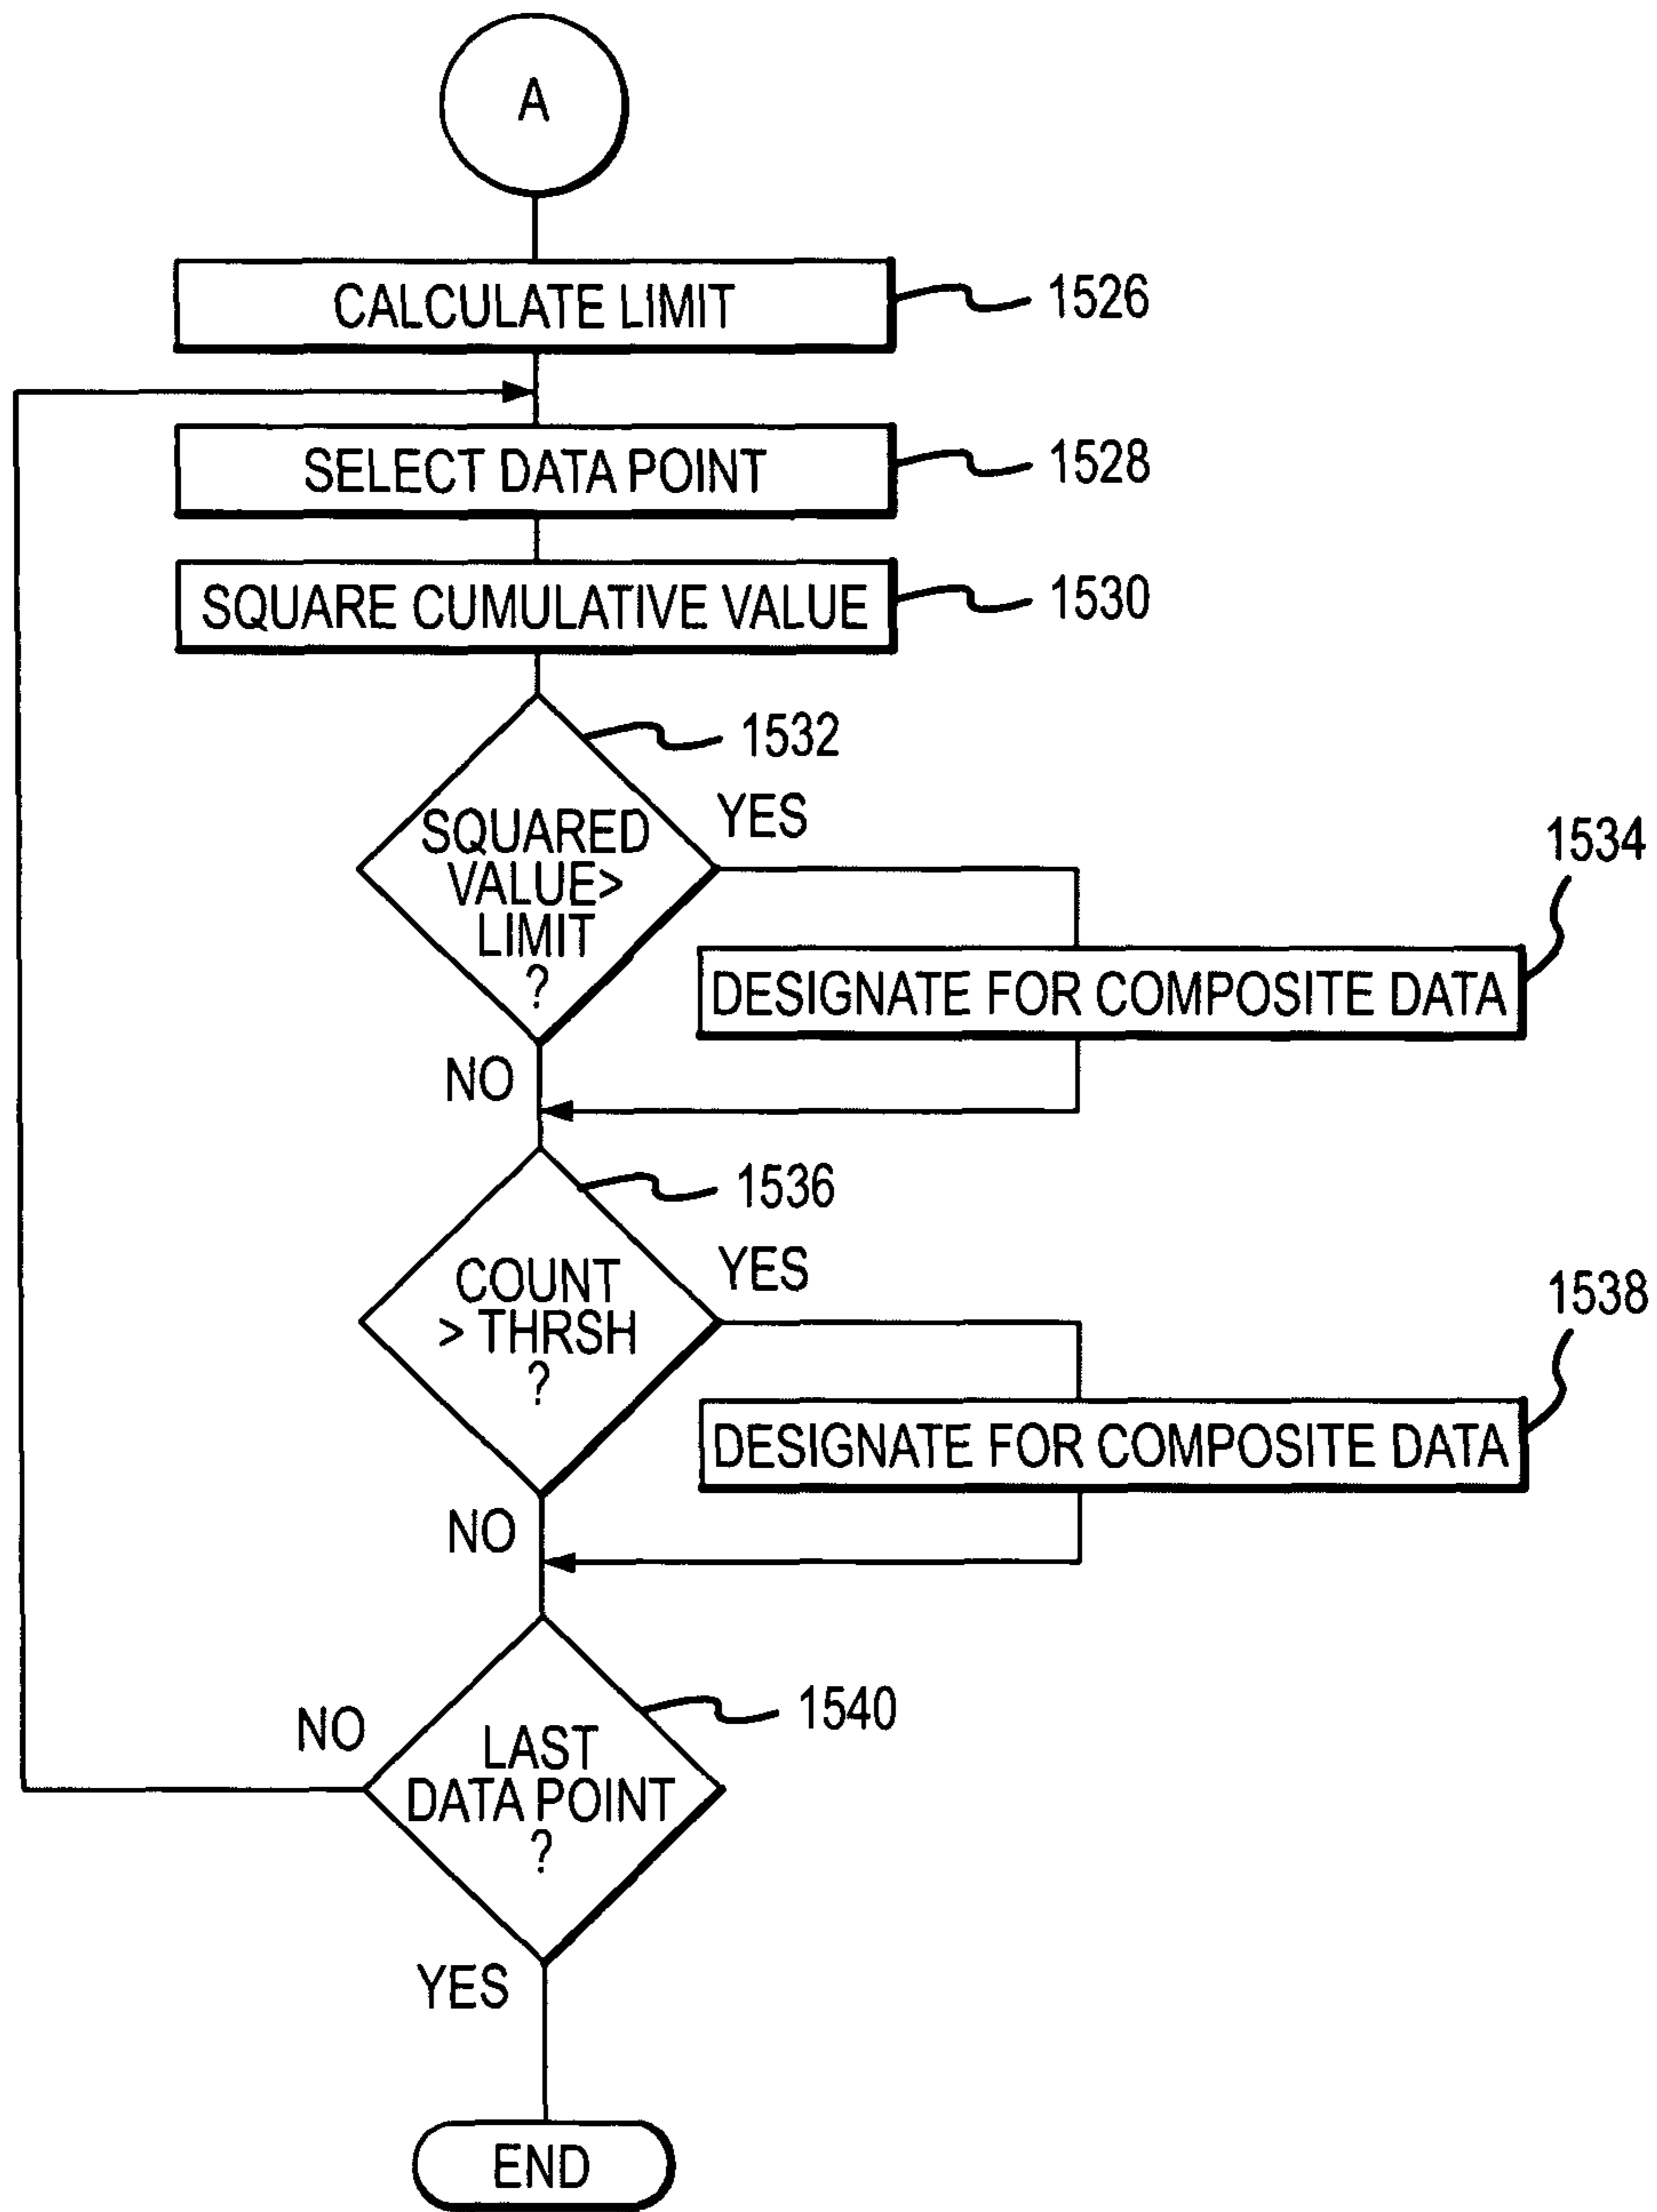 A
CALCULATE LIMIT
1526
SELECT DATA POINT
1528
SQUARE CUMULATIVE VALUE
1530
1532
SQUARED
VALUE>
LIMIT
?
YES
1534
DESIGNATE FOR COMPOSITE DATA
NO
1536
COUNT
> THRSH
?
YES
1538
DESIGNATE FOR COMPOSITE DATA
NO
1540
LAST
DATA POINT
?
NO
YES
END